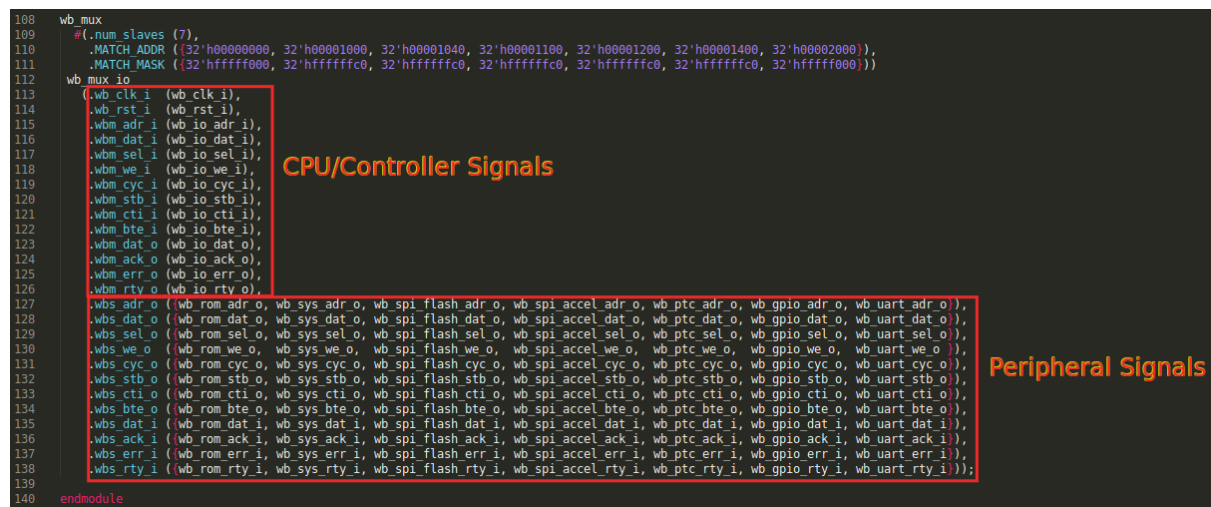 108 wb_mux
109 #(.num_slaves (7),
110 .MATCH_ADDR ({32'h00000000, 32'h00001000, 32'h00001040, 32'h00001100, 32'h00001200, 32'h00001400, 32'h00002000}),
111 .MATCH_MASK ({32'hfffff000, 32'hffffffc0, 32'hffffffc0, 32'hffffffc0, 32'hffffffc0, 32'hffffffc0, 32'hfffff000}))
112 wb_mux_io
113 (.wb_clk_i (wb_clk_i),
114 .wb_rst_i (wb_rst_i),
115 .wbm_adr_i (wb_io_adr_i),
116 .wbm_dat_i (wb_io_dat_i),
117 .wbm_sel_i (wb_io_sel_i),
118 .wbm_we_i (wb_io_we_i),
119 .wbm_cyc_i (wb_io_cyc_i),
120 .wbm_stb_i (wb_io_stb_i),
121 .wbm_cti_i (wb_io_cti_i),
122 .wbm_bte_i (wb_io_bte_i),
123 .wbm_dat_o (wb_io_dat_o),
124 .wbm_ack_o (wb_io_ack_o),
125 .wbm_err_o (wb_io_err_o),
126 .wbm_rty_o (wb_io_rty_o),
CPU/Controller Signals
127 .wbs_adr_o ({wb_rom_adr_o, wb_sys_adr_o, wb_spi_flash_adr_o, wb_spi_accel_adr_o, wb_ptc_adr_o, wb_gpio_adr_o, wb_uart_adr_o}),
128 .wbs_dat_o ({wb_rom_dat_o, wb_sys_dat_o, wb_spi_flash_dat_o, wb_spi_accel_dat_o, wb_ptc_dat_o, wb_gpio_dat_o, wb_uart_dat_o}),
129 .wbs_sel_o ({wb_rom_sel_o, wb_sys_sel_o, wb_spi_flash_sel_o, wb_spi_accel_sel_o, wb_ptc_sel_o, wb_gpio_sel_o, wb_uart_sel_o}),
130 .wbs_we_o ({wb_rom_we_o, wb_sys_we_o, wb_spi_flash_we_o, wb_spi_accel_we_o, wb_ptc_we_o, wb_gpio_we_o, wb_uart_we_o }),
131 .wbs_cyc_o ({wb_rom_cyc_o, wb_sys_cyc_o, wb_spi_flash_cyc_o, wb_spi_accel_cyc_o, wb_ptc_cyc_o, wb_gpio_cyc_o, wb_uart_cyc_o}),
132 .wbs_stb_o ({wb_rom_stb_o, wb_sys_stb_o, wb_spi_flash_stb_o, wb_spi_accel_stb_o, wb_ptc_stb_o, wb_gpio_stb_o, wb_uart_stb_o}),
133 .wbs_cti_o ({wb_rom_cti_o, wb_sys_cti_o, wb_spi_flash_cti_o, wb_spi_accel_cti_o, wb_ptc_cti_o, wb_gpio_cti_o, wb_uart_cti_o}),
134 .wbs_bte_o ({wb_rom_bte_o, wb_sys_bte_o, wb_spi_flash_bte_o, wb_spi_accel_bte_o, wb_ptc_bte_o, wb_gpio_bte_o, wb_uart_bte_o}),
135 .wbs_dat_i ({wb_rom_dat_i, wb_sys_dat_i, wb_spi_flash_dat_i, wb_spi_accel_dat_i, wb_ptc_dat_i, wb_gpio_dat_i, wb_uart_dat_i}),
136 .wbs_ack_i ({wb_rom_ack_i, wb_sys_ack_i, wb_spi_flash_ack_i, wb_spi_accel_ack_i, wb_ptc_ack_i, wb_gpio_ack_i, wb_uart_ack_i}),
137 .wbs_err_i ({wb_rom_err_i, wb_sys_err_i, wb_spi_flash_err_i, wb_spi_accel_err_i, wb_ptc_err_i, wb_gpio_err_i, wb_uart_err_i}),
138 .wbs_rty_i ({wb_rom_rty_i, wb_sys_rty_i, wb_spi_flash_rty_i, wb_spi_accel_rty_i, wb_ptc_rty_i, wb_gpio_rty_i, wb_uart_rty_i}));
Peripheral Signals
139
140 endmodule